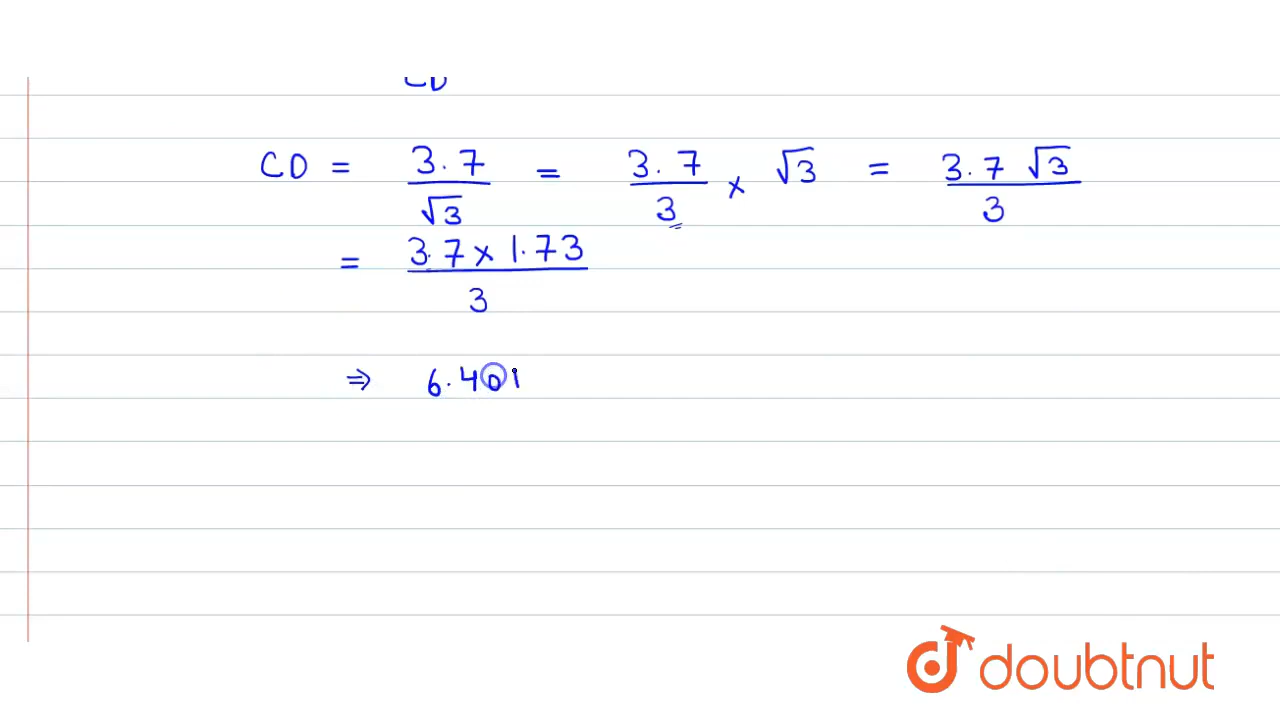 CD = 3.7/√3 = 3.7/3 × √3 = 3.7 √3/3
= 3.7 × 1.73/3
⇒ 6.401
doubtnut